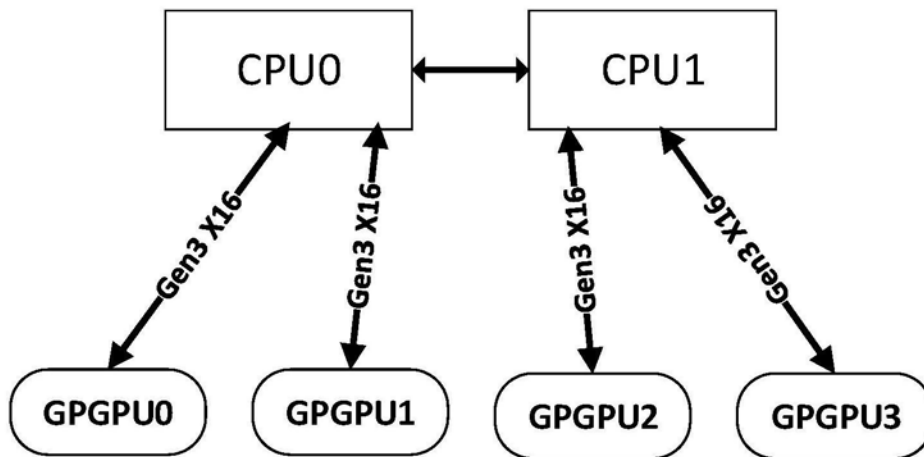 CPU0
CPU1
Gen3 X16
Gen3 X16
Gen3 X16
Gen3 X16
GPGPU0
GPGPU1
GPGPU2
GPGPU3